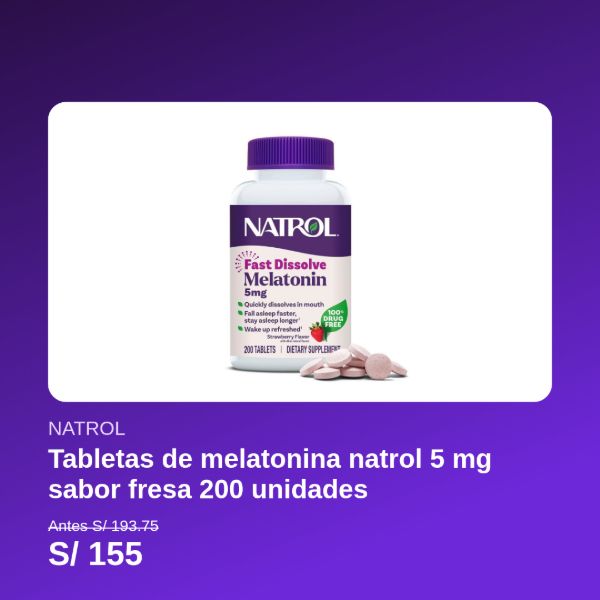 NATROL
Fast Dissolve
Melatonin
5mg
Quickly dissolves in mouth
Fall asleep faster,
stay asleep longer†
Wake up refreshed†
100%
DRUG
FREE
Strawberry Flavor
200 TABLETS | DIETARY SUPPLEMENT
NATROL
Tabletas de melatonina natrol 5 mg
sabor fresa 200 unidades
Antes S/ 193.75
S/ 155